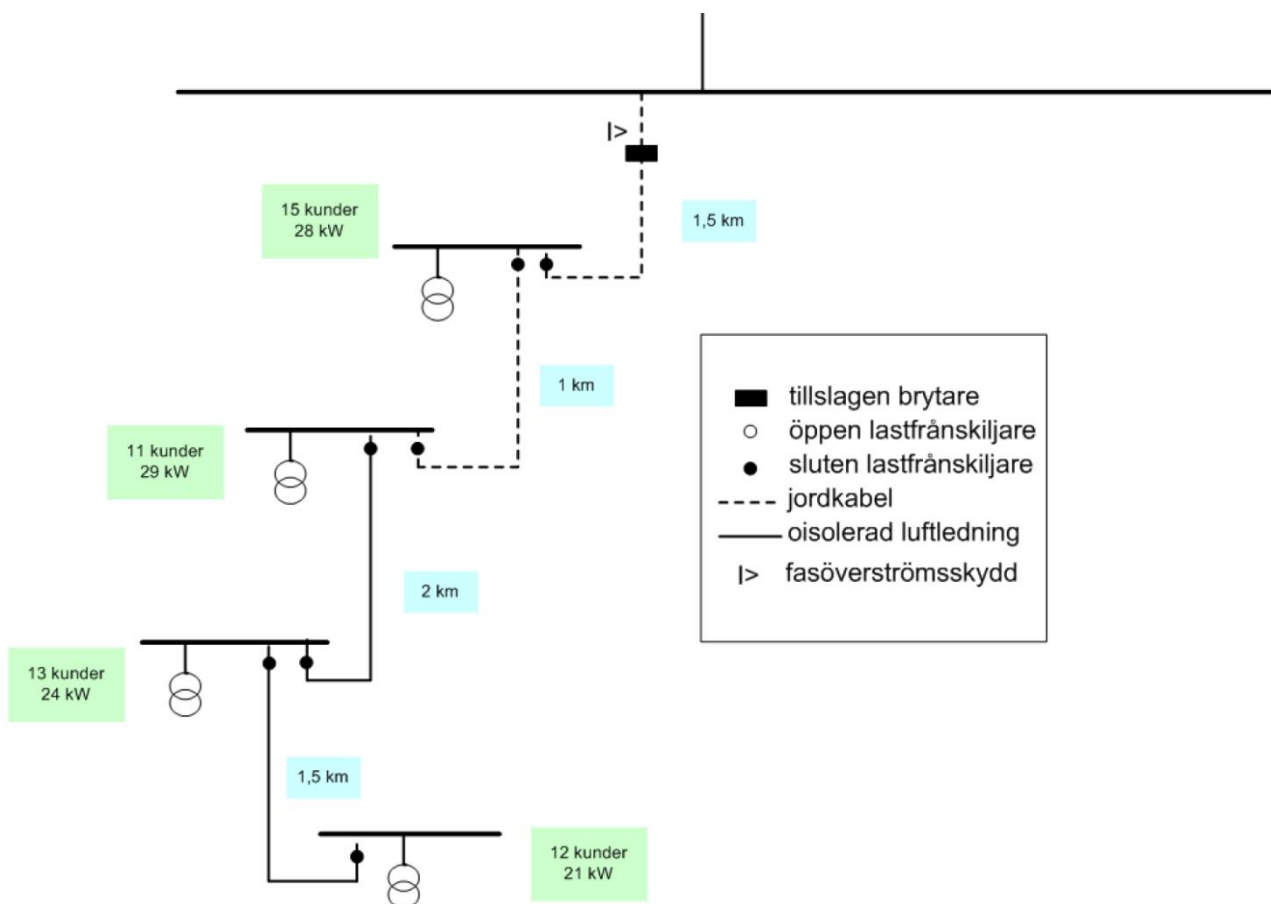 |>
15 kunder
28 kW
1,5 km
1 km
11 kunder
29 kW
2 km
13 kunder
24 kW
1,5 km
12 kunder
21 kW
tillslagen brytare
öppen lastfrånskiljare
sluten lastfrånskiljare
jordkabel
oisolerad luftledning
|> fasöverströmsskydd